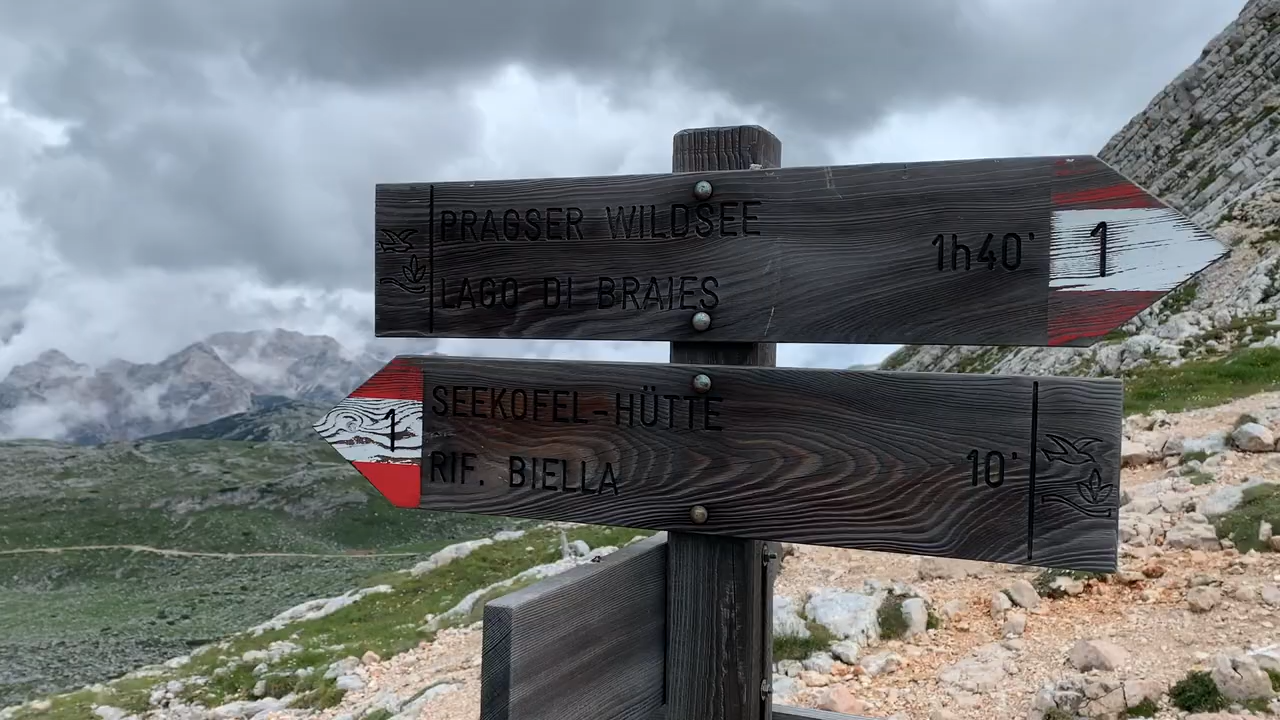 PRAGSER WILDSEE
LAGO DI BRAIES
1h40'
1
1
SEEKOFEL-HÜTTE
RIF. BIELLA
10'